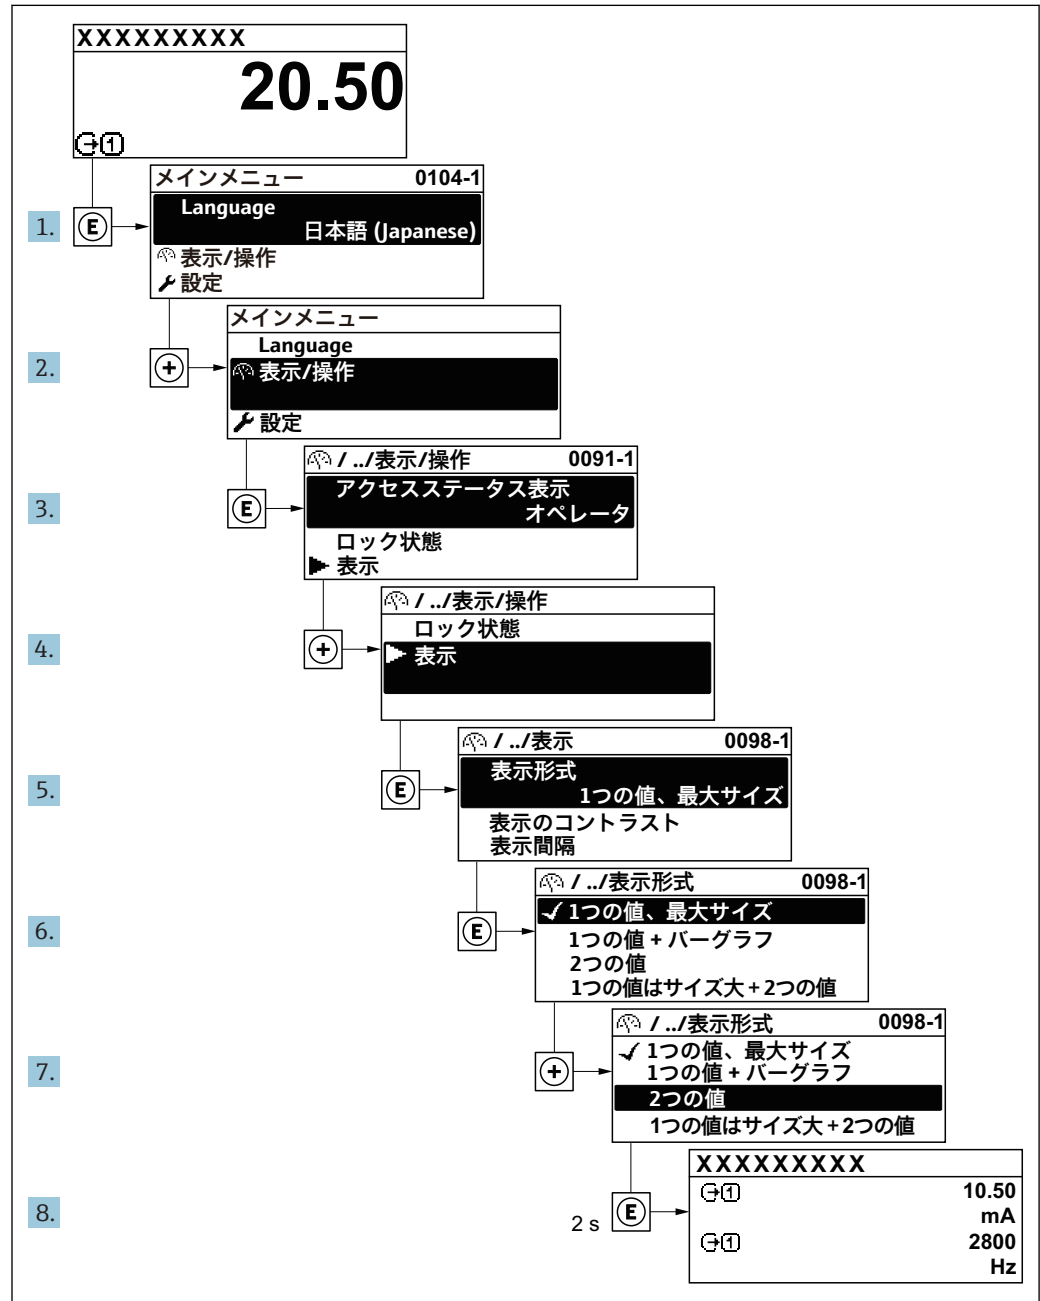 XXXXXXXXX
20.50
1
メインメニュー 0104-1
1. E Language
日本語 (Japanese)
表示/操作
設定
メインメニュー
Language
2. + 表示/操作
設定
/ ../表示/操作 0091-1
3. E アクセスステータス表示
オペレータ
ロック状態
表示
/ ../表示/操作
ロック状態
4. + 表示
/ ../表示 0098-1
表示形式
5. E 1つの値、最大サイズ
表示のコントラスト
表示間隔
/ ../表示形式 0098-1
1つの値、最大サイズ
6. E 1つの値 + バーグラフ
2つの値
1つの値はサイズ大+2つの値
/ ../表示形式 0098-1
1つの値、最大サイズ
7. + 1つの値 + バーグラフ
2つの値
1つの値はサイズ大+2つの値
XXXXXXXXX
1 10.50
8. 2 s E mA
1 2800
Hz